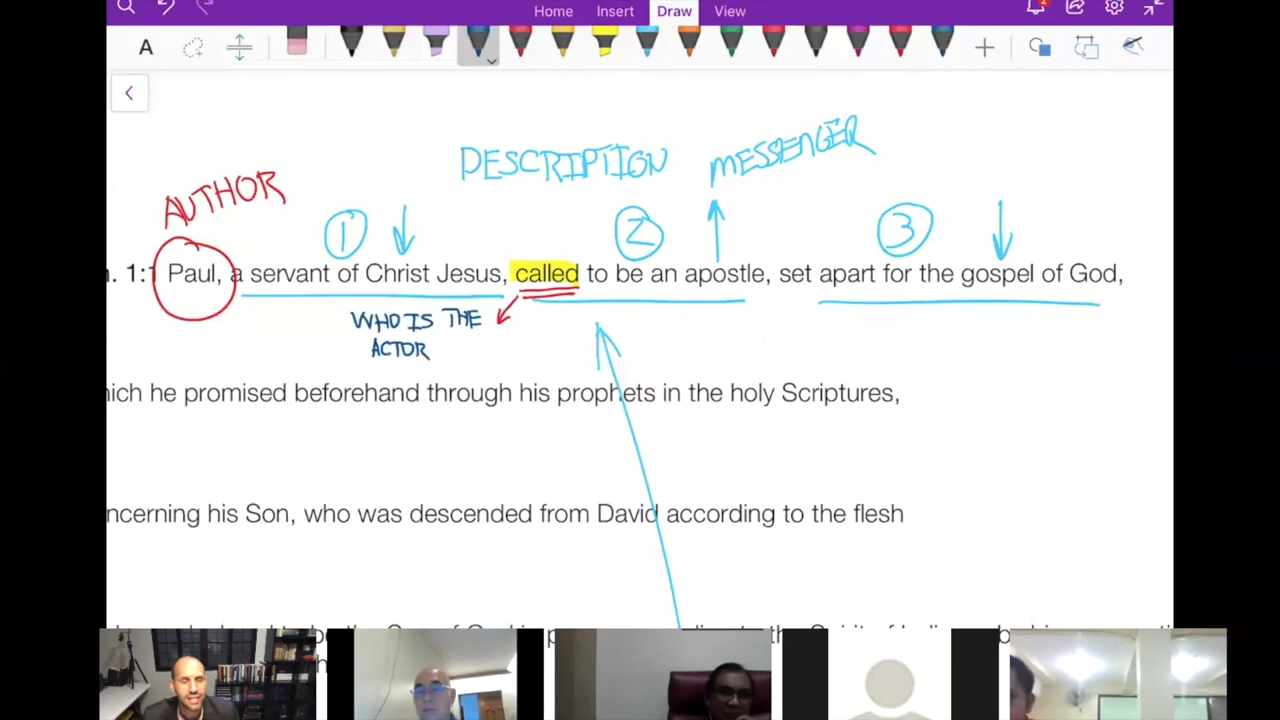 Home Insert Draw View
A
DESCRIPTION MESSENGER
AUTHOR
1 2 3
1:1 Paul, a servant of Christ Jesus, called to be an apostle, set apart for the gospel of God,
WHO IS THE
ACTOR
he promised beforehand through his prophets in the holy Scriptures,
his Son, who was descended from David according to the flesh